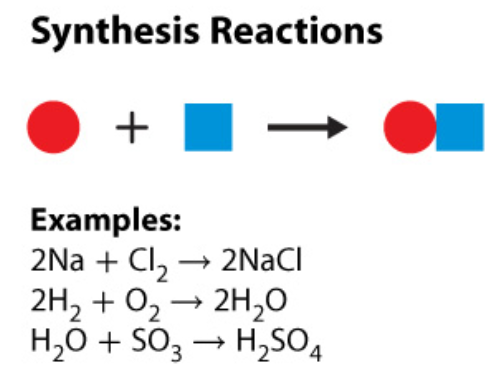 Synthesis Reactions
+ →
Examples:
2Na + Cl₂ → 2NaCl
2H₂ + O₂ → 2H₂O
H₂O + SO₃ → H₂SO₄